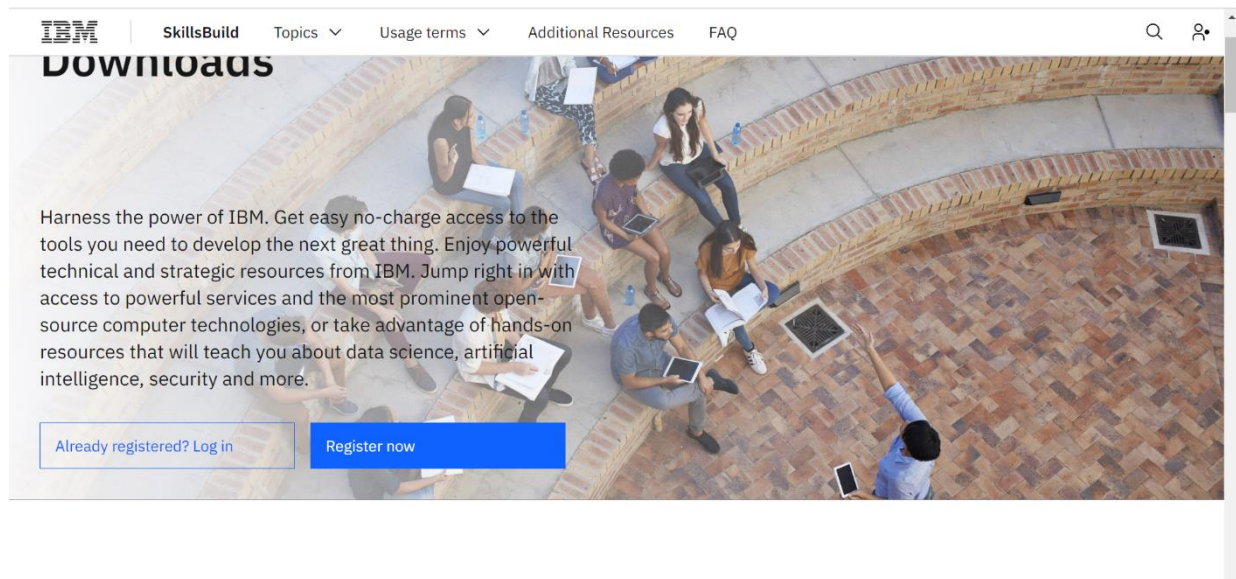 IBM SkillsBuild Topics Usage terms Additional Resources FAQ
Downloads
Harness the power of IBM. Get easy no-charge access to the
tools you need to develop the next great thing. Enjoy powerful
technical and strategic resources from IBM. Jump right in with
access to powerful services and the most prominent open-
source computer technologies, or take advantage of hands-on
resources that will teach you about data science, artificial
intelligence, security and more.
Already registered? Log in Register now